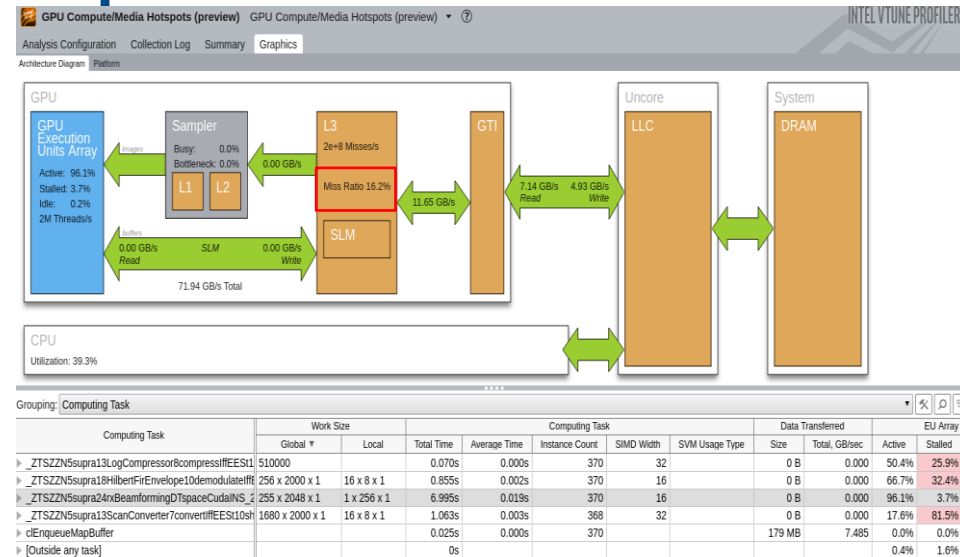 GPU Compute/Media Hotspots (preview) GPU Compute/Media Hotspots (preview) ?
INTEL VTUNE PROFILER
Analysis Configuration Collection Log Summary Graphics
Architecture Diagram Platform
GPU
GPU Execution Units Array
Active: 96.1%
Stalled: 3.7%
Idle: 0.2%
2M Threads/s
images
Sampler
Busy: 0.0%
Bottleneck: 0.0%
L1 L2
0.00 GB/s
L3
2e+8 Misses/s
Miss Ratio 16.2%
SLM
buffers
0.00 GB/s SLM 0.00 GB/s
Read Write
71.94 GB/s Total
11.65 GB/s
GTI
7.14 GB/s 4.93 GB/s
Read Write
Uncore
LLC
System
DRAM
CPU
Utilization: 39.3%
Grouping: Computing Task
Computing Task Work Size Computing Task Data Transferred EU Array
Global Local Total Time Average Time Instance Count SIMD Width SVM Usage Type Size Total, GB/sec Active Stalled
_ZTSZZN5supra13LogCompressor8compressIffEESt1 510000 0.070s 0.000s 370 32 0 B 0.000 50.4% 25.9%
_ZTSZZN5supra18HilbertFirEnvelope10demodulateIffE 256 x 2000 x 1 16 x 8 x 1 0.855s 0.002s 370 16 0 B 0.000 66.7% 32.4%
_ZTSZZN5supra24rxBeamformingDTspaceCudaINS_2 255 x 2048 x 1 1 x 256 x 1 6.995s 0.019s 370 16 0 B 0.000 96.1% 3.7%
_ZTSZZN5supra13ScanConverter7convertIffEESt10sh 1680 x 2000 x 1 16 x 8 x 1 1.063s 0.003s 368 32 0 B 0.000 17.6% 81.5%
clEnqueueMapBuffer 0.025s 0.000s 370 179 MB 7.485 0.0% 0.0%
[Outside any task] 0s 0.4% 1.6%